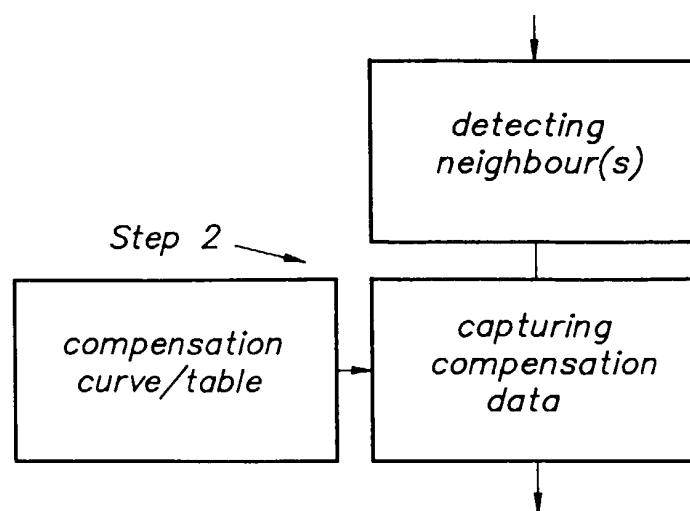 detecting
neighbour(s)
Step 2
compensation
curve/table
capturing
compensation
data